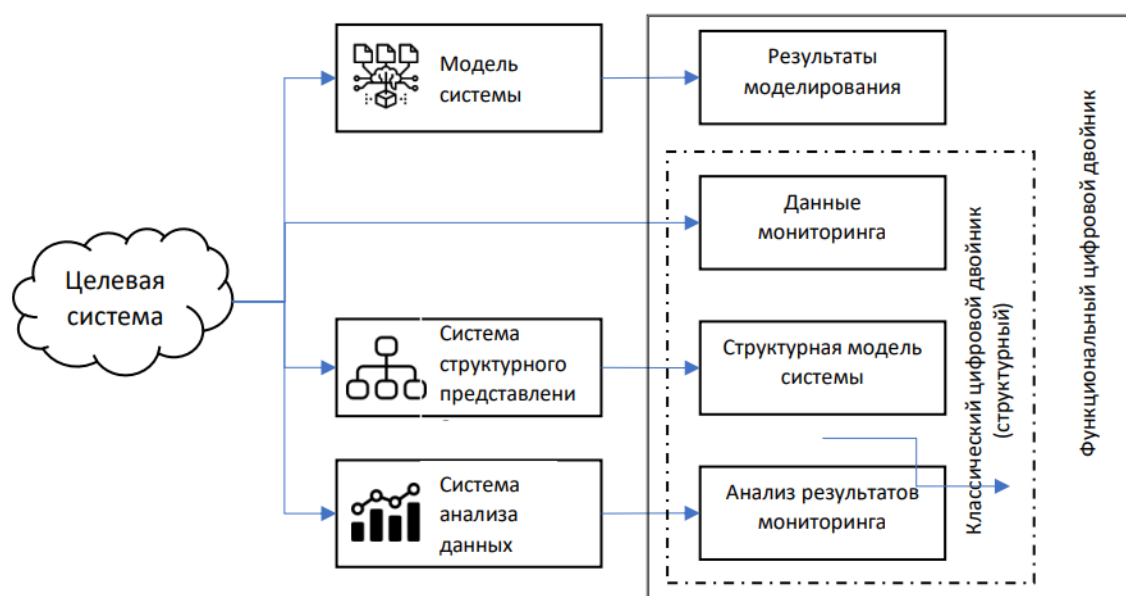 Целевая
система
Модель
системы
Результаты
моделирования
Данные
мониторинга
Система
структурного
представлени
Структурная модель
системы
Система
анализа
данных
Анализ результатов
мониторинга
Классический цифровой двойник
(структурный)
Функциональный цифровой двойник